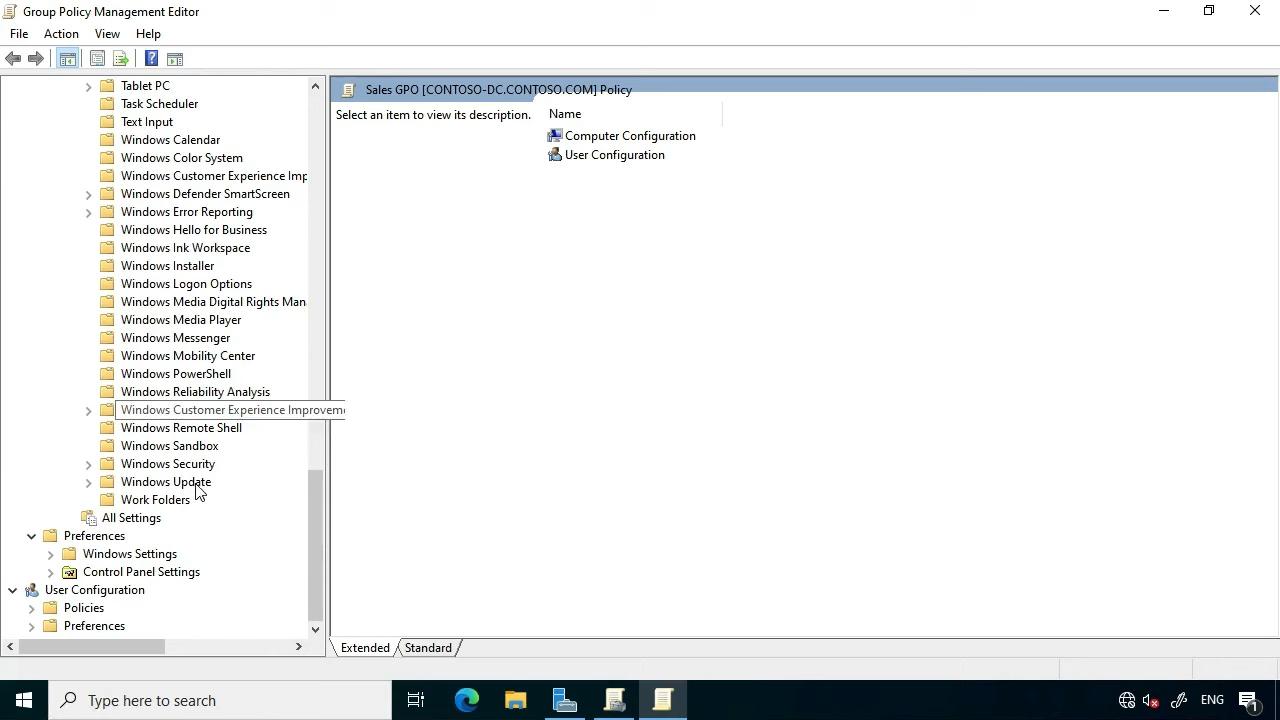 Group Policy Management Editor
File Action View Help
Tablet PC
Task Scheduler
Text Input
Windows Calendar
Windows Color System
Windows Customer Experience Imp
Windows Defender SmartScreen
Windows Error Reporting
Windows Hello for Business
Windows Ink Workspace
Windows Installer
Windows Logon Options
Windows Media Digital Rights Man
Windows Media Player
Windows Messenger
Windows Mobility Center
Windows PowerShell
Windows Reliability Analysis
Windows Customer Experience Improveme
Windows Remote Shell
Windows Sandbox
Windows Security
Windows Update
Work Folders
All Settings
Preferences
Windows Settings
Control Panel Settings
User Configuration
Policies
Preferences
Sales GPO [CONTOSO-DC.CONTOSO.COM] Policy
Select an item to view its description.
Name
Computer Configuration
User Configuration
Extended Standard
Type here to search
ENG
1